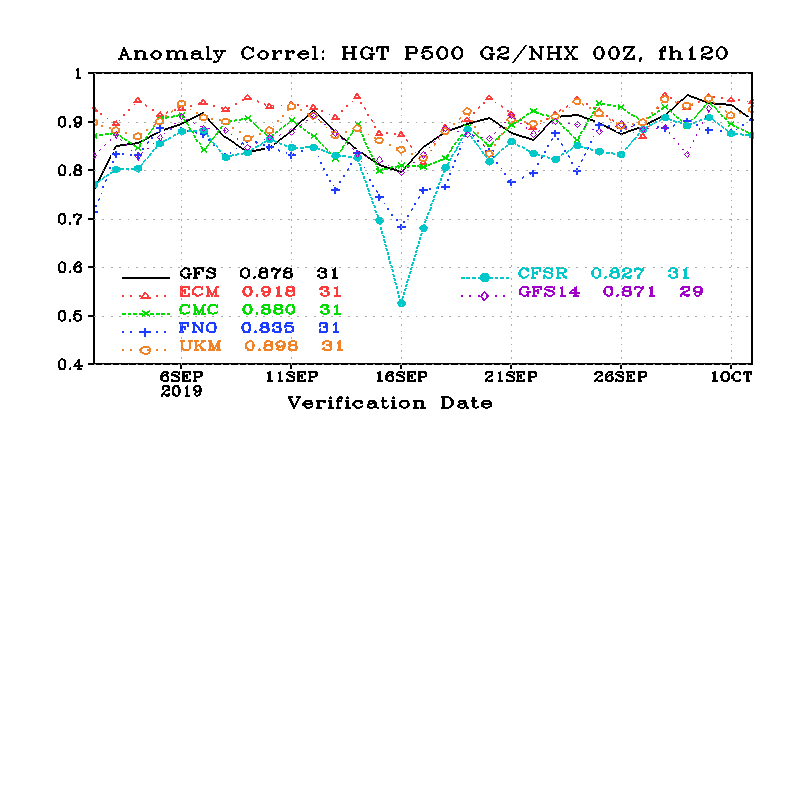 Anomaly Correl: HGT P500 G2/NHX 00Z, fh120
1
0.9
0.8
0.7
0.6
0.5
0.4
GFS 0.878 31
ECM 0.918 31
CMC 0.880 31
FNO 0.835 31
UKM 0.898 31
CFSR 0.827 31
GFS14 0.871 29
6SEP 11SEP 16SEP 21SEP 26SEP 1OCT
2019
Verification Date